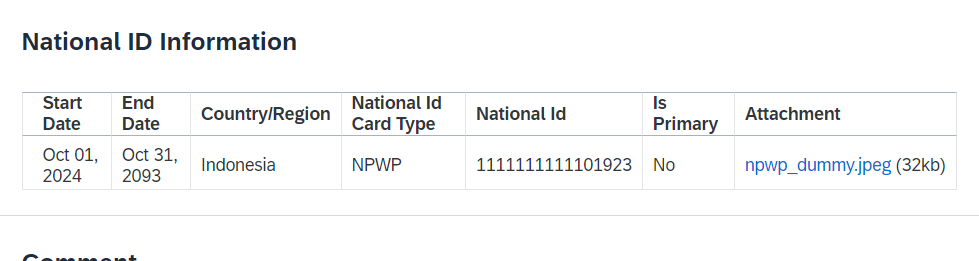 National ID Information
Start Date	End Date	Country/Region	National Id Card Type	National Id	Is Primary	Attachment
Oct 01, 2024	Oct 31, 2093	Indonesia	NPWP	1111111111101923	No	npwp_dummy.jpeg (32kb)
Comment